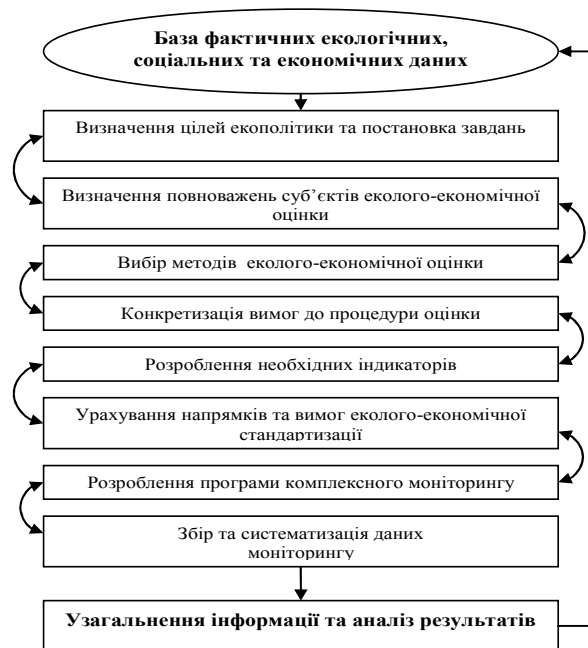 База фактичних екологічних,
соціальних та економічних даних
Визначення цілей екополітики та постановка завдань
Визначення повноважень суб’єктів еколого-економічної
оцінки
Вибір методів еколого-економічної оцінки
Конкретизація вимог до процедури оцінки
Розроблення необхідних індикаторів
Урахування напрямків та вимог еколого-економічної
стандартизації
Розроблення програми комплексного моніторингу
Збір та систематизація даних
моніторингу
Узагальнення інформації та аналіз результатів